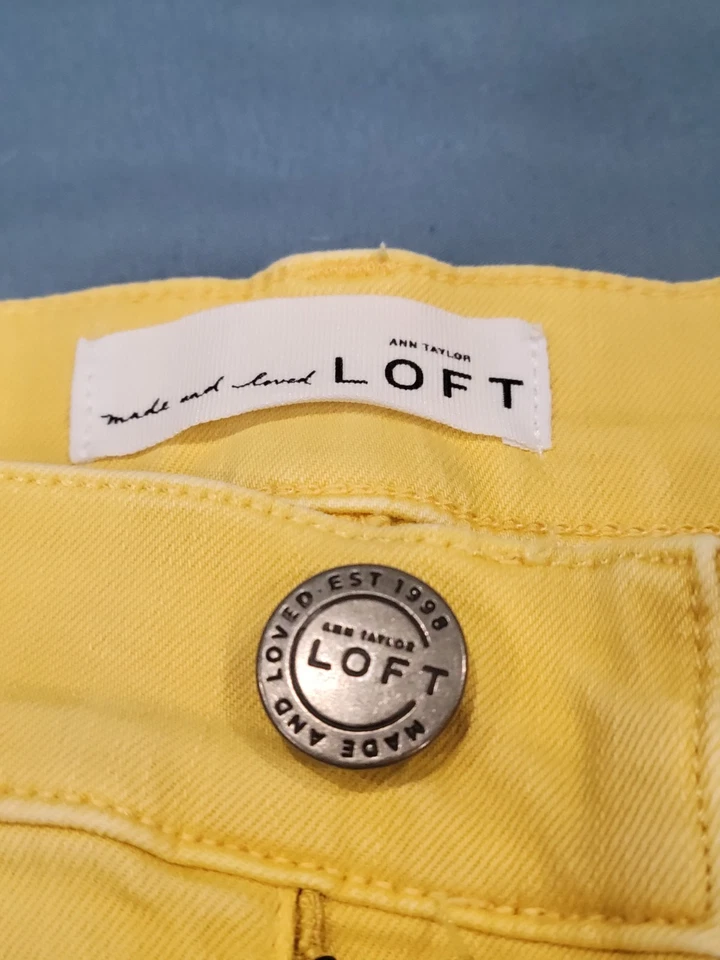 ANN TAYLOR
made and loved LOFT
MADE AND LOVED · EST 1998
ANN TAYLOR
LOFT